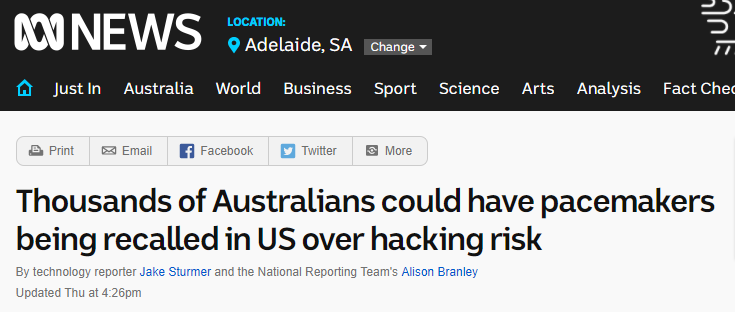 NEWS
LOCATION:
Adelaide, SA Change
Just In Australia World Business Sport Science Arts Analysis Fact Chec
Print Email Facebook Twitter More
Thousands of Australians could have pacemakers
being recalled in US over hacking risk
By technology reporter Jake Sturmer and the National Reporting Team's Alison Branley
Updated Thu at 4:26pm